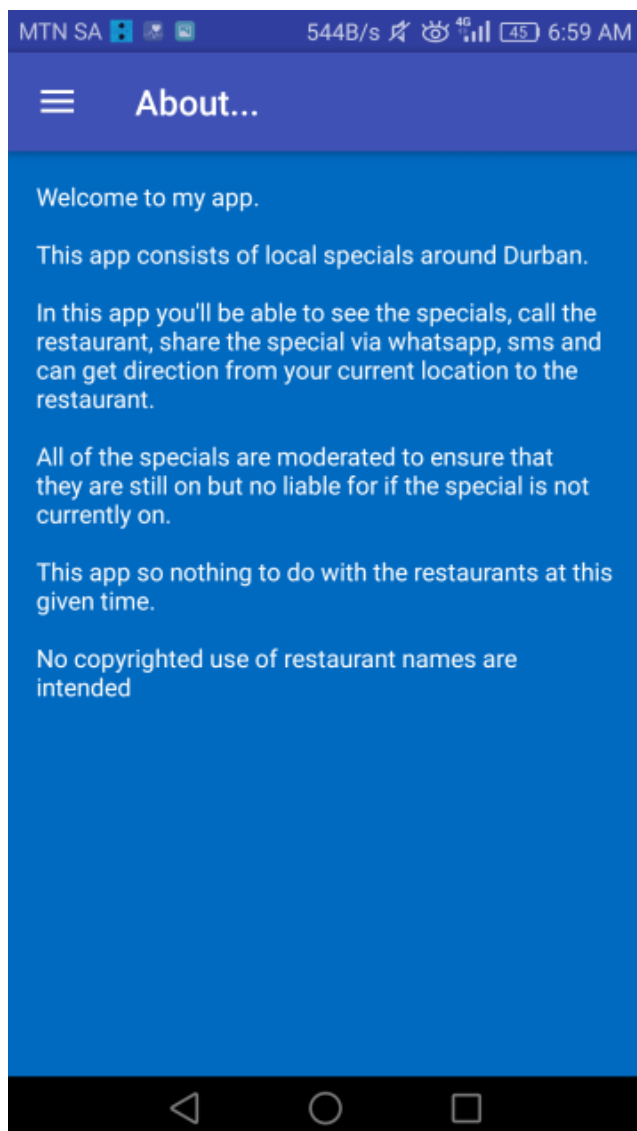 MTN SA 544B/s 4G 45 6:59 AM
About...
Welcome to my app.
This app consists of local specials around Durban.
In this app you'll be able to see the specials, call the
restaurant, share the special via whatsapp, sms and
can get direction from your current location to the
restaurant.
All of the specials are moderated to ensure that
they are still on but no liable for if the special is not
currently on.
This app so nothing to do with the restaurants at this
given time.
No copyrighted use of restaurant names are
intended